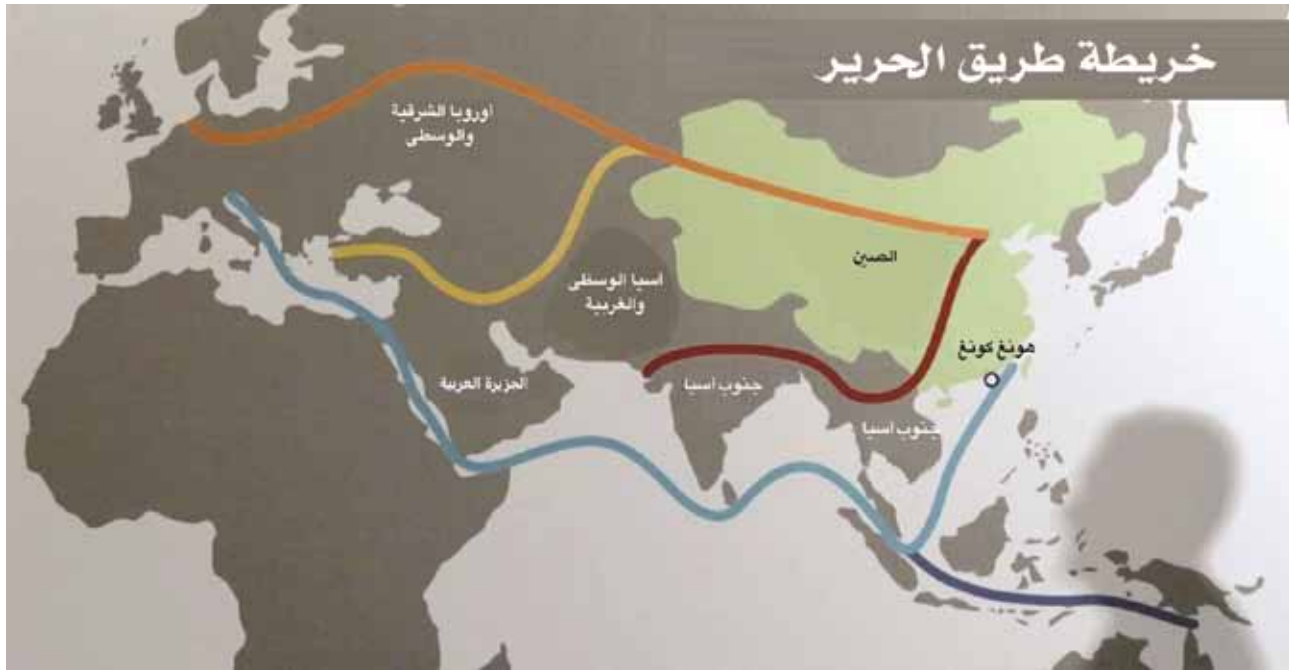 خريطة طريق الحرير
اوروبا الشرقية
والوسطى
الصين
اسيا الوسطى
والغربية
هونغ كونغ
الجزيرة العربية
جنوب اسيا
جنوب اسيا